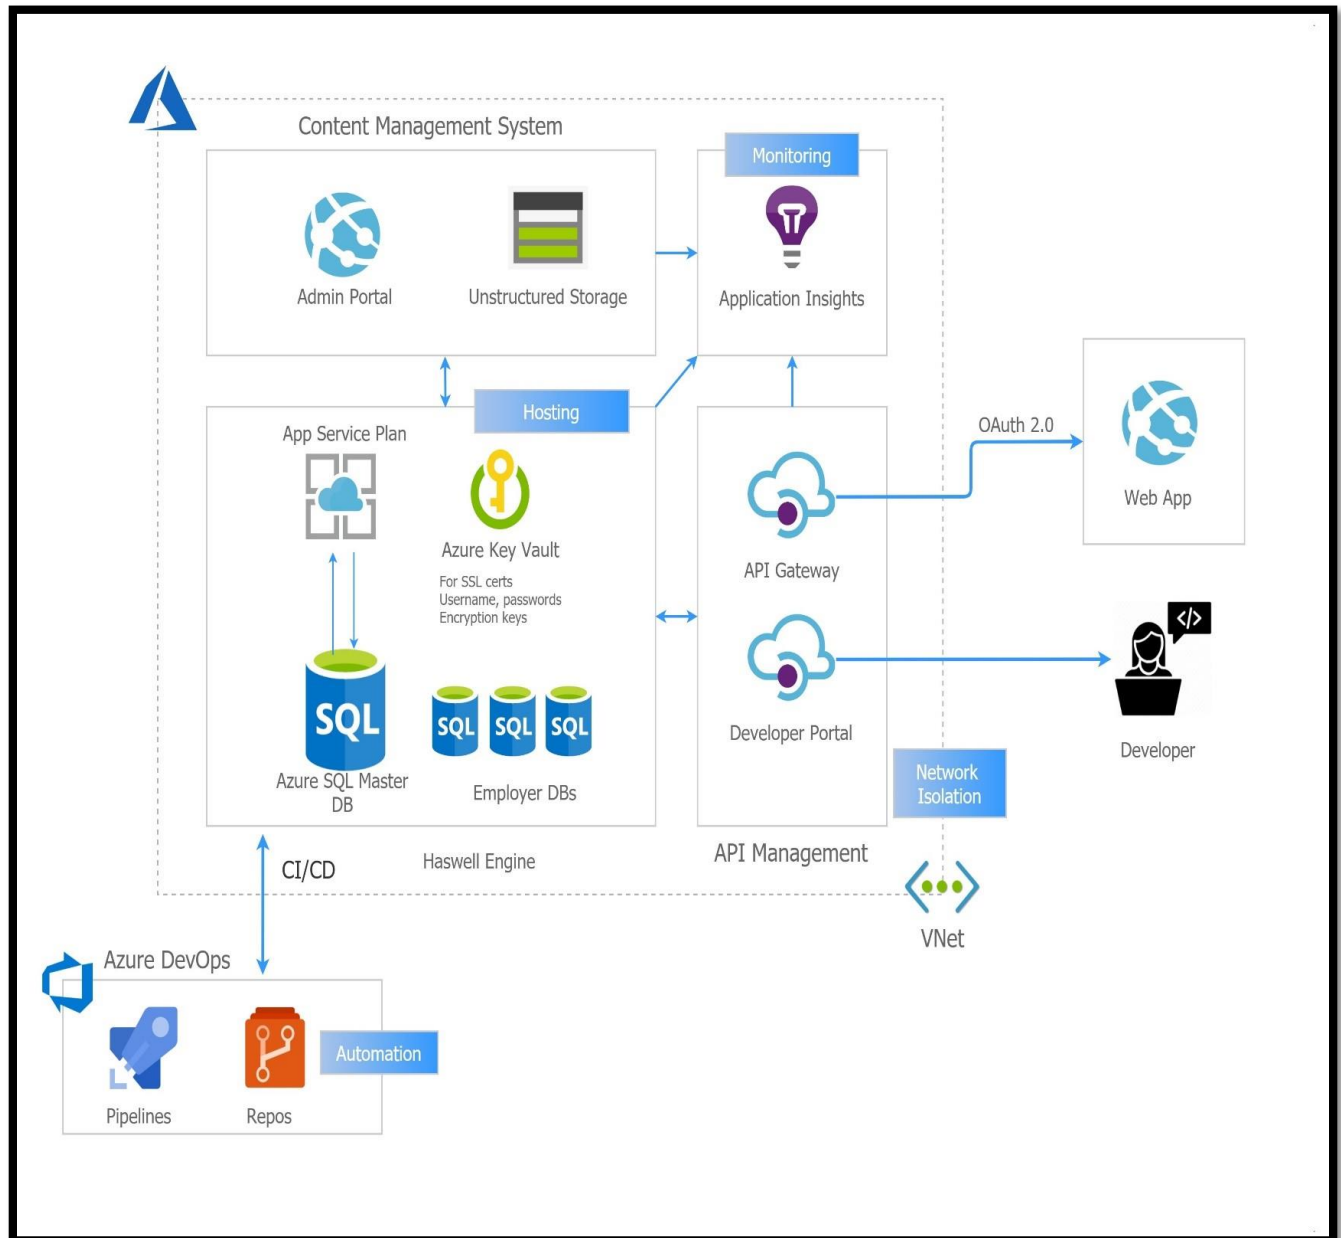 Content Management System
Monitoring
Admin Portal
Unstructured Storage
Application Insights
Hosting
App Service Plan
Azure Key Vault
For SSL certs
Username, passwords
Encryption keys
API Gateway
OAuth 2.0
Web App
SQL
SQL
SQL
SQL
Azure SQL Master
DB
Employer DBs
Developer Portal
</>
Developer
Network
Isolation
API Management
Haswell Engine
CI/CD
VNet
Azure DevOps
Automation
Pipelines
Repos